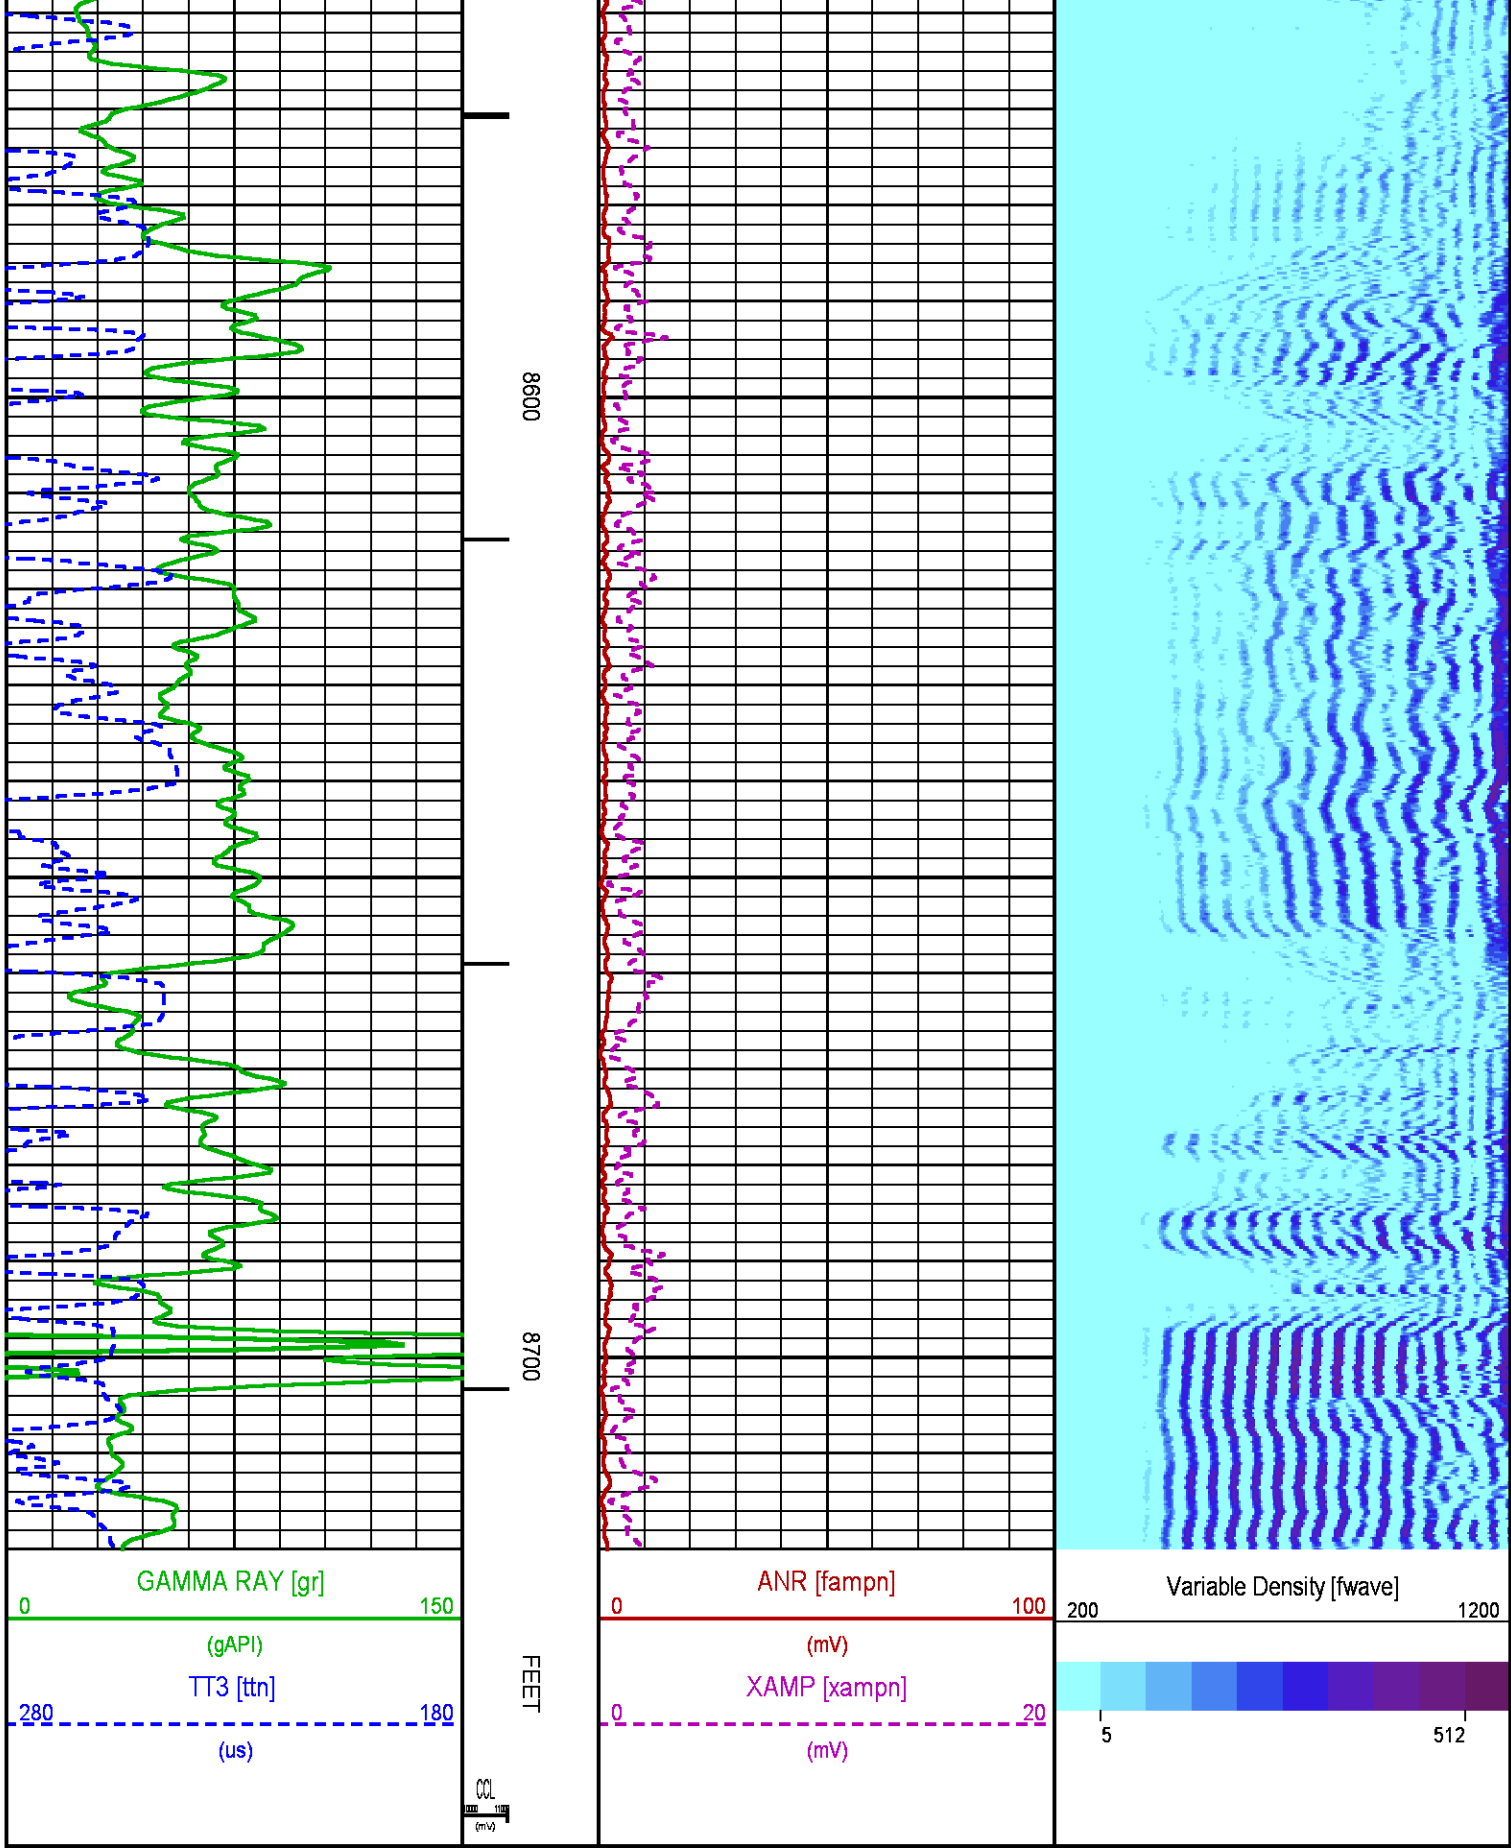 8600
8700
FEET
GAMMA RAY [gr]
0 150
(gAPI)
TT3 [ttn]
280 180
(us)
CCL
(mV)
ANR [fampn]
0 100
(mV)
XAMP [xampn]
0 20
(mV)
Variable Density [fwave]
200 1200
5 512